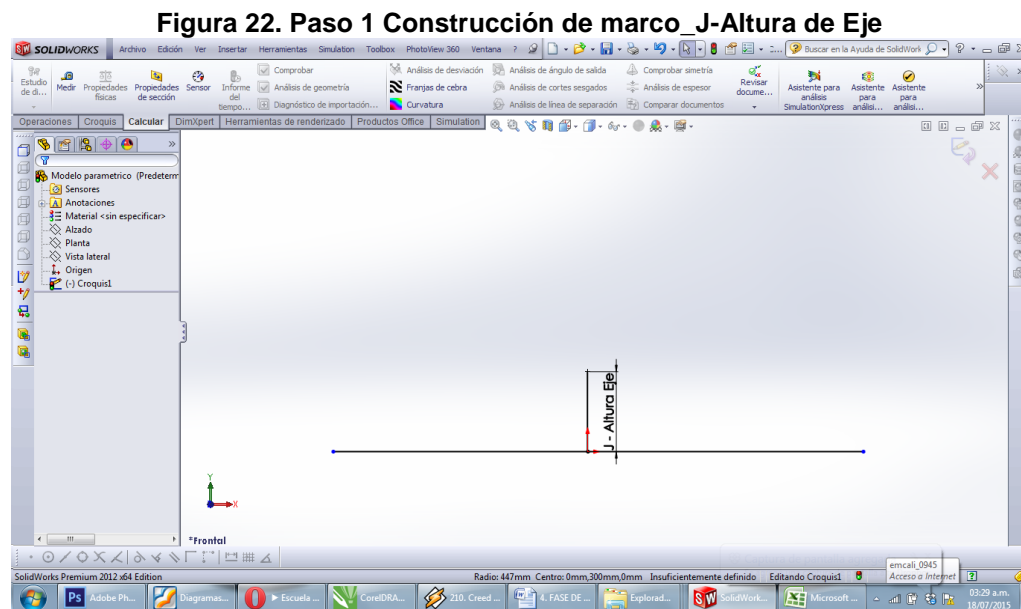 Figura 22. Paso 1 Construcción de marco_J-Altura de Eje
SOLIDWORKS Archivo Edición Ver Insertar Herramientas Simulation Toolbox PhotoView 360 Ventana ? Buscar en la Ayuda de SolidWork
Estudio de di...
Medir
Propiedades físicas
Propiedades de sección
Sensor
Informe del tiempo...
Comprobar
Análisis de geometría
Diagnóstico de importación...
Análisis de desviación
Franjas de cebra
Curvatura
Análisis de ángulo de salida
Análisis de cortes sesgados
Análisis de línea de separación
Comprobar simetría
Análisis de espesor
Comparar documentos
Revisar docume...
Asistente para análisis SimulationXpress
Asistente para análisi...
Asistente para análisi...
Operaciones Croquis Calcular DimXpert Herramientas de renderizado Productos Office Simulation
Modelo parametrico (Predeterm
Sensores
Anotaciones
Material <sin especificar>
Alzado
Planta
Vista lateral
Origen
(-) Croquis1
J - Altura Eje
Y
X
*Frontal
SolidWorks Premium 2012 x64 Edition
Radio: 447mm Centro: 0mm,300mm,0mm Insuficientemente definido Editando Croquis1
emcali_0945
Acceso a Internet
Adobe Ph... Diagramas... Escuela ... CorelDRA... 210. Creed ... 4. FASE DE ... Explorad... SolidWork... Microsoft ...
03:29 a.m.
18/07/2015